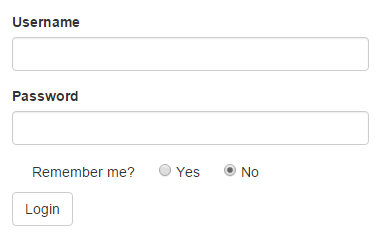 Username
Password
Remember me? Yes No
Login